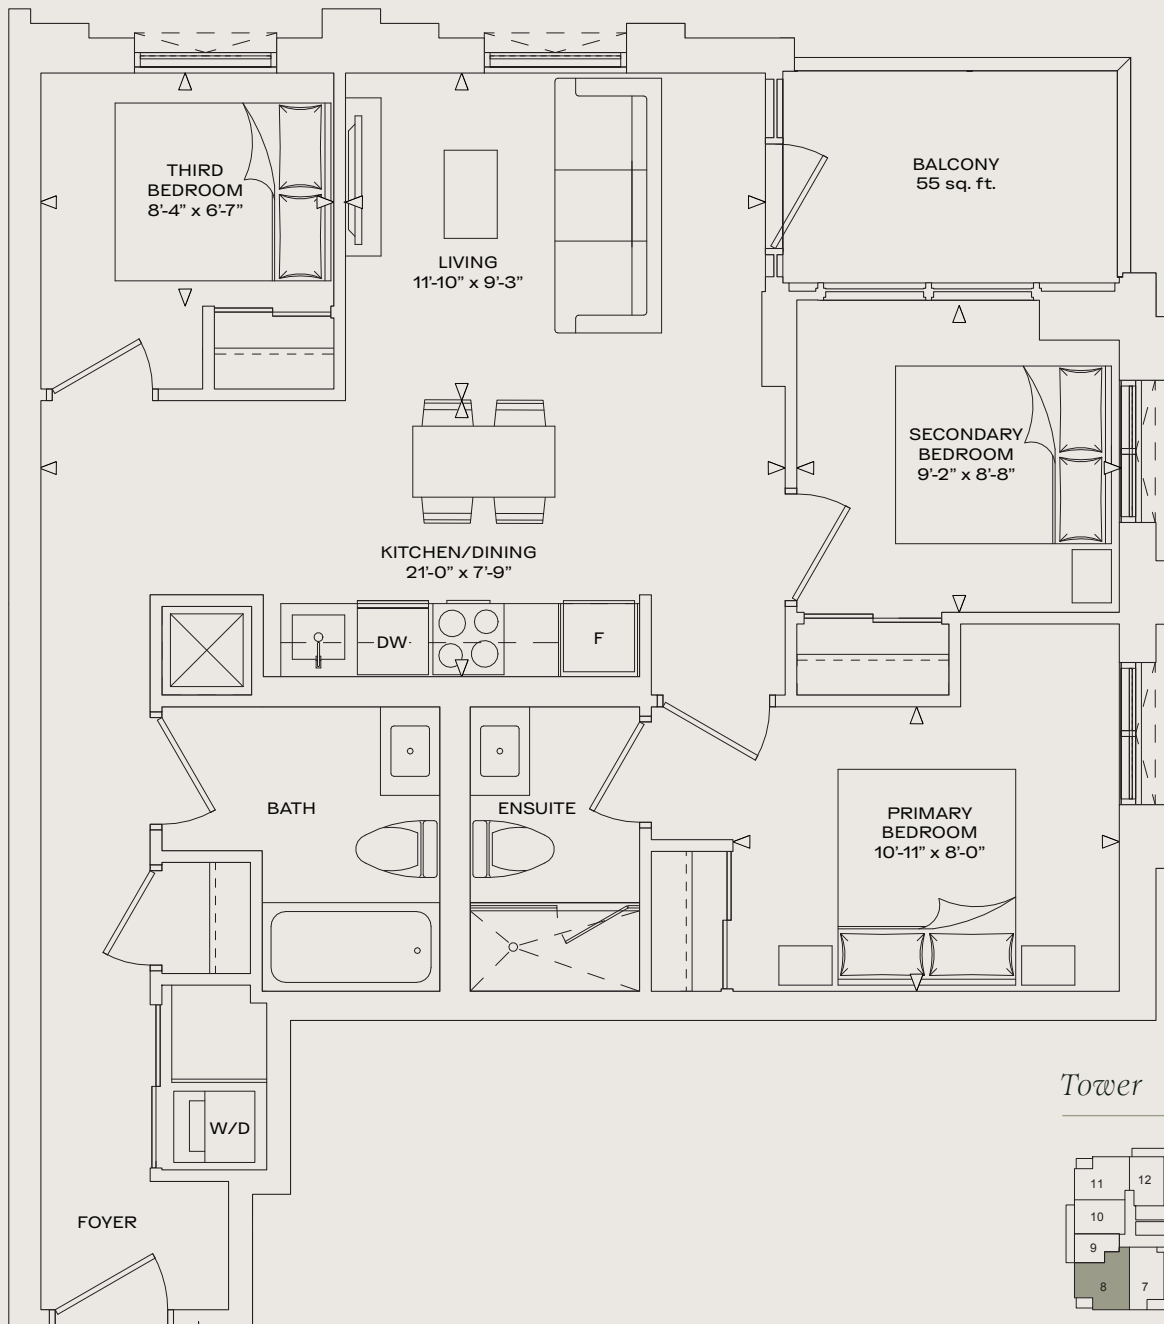 THIRD
BEDROOM
8'-4" x 6'-7"
LIVING
11'-10" x 9'-3"
BALCONY
55 sq. ft.
SECONDARY
BEDROOM
9'-2" x 8'-8"
KITCHEN/DINING
21'-0" x 7'-9"
DW
F
BATH
ENSUITE
PRIMARY
BEDROOM
10'-11" x 8'-0"
W/D
FOYER
Tower
11
12
10
9
8
7